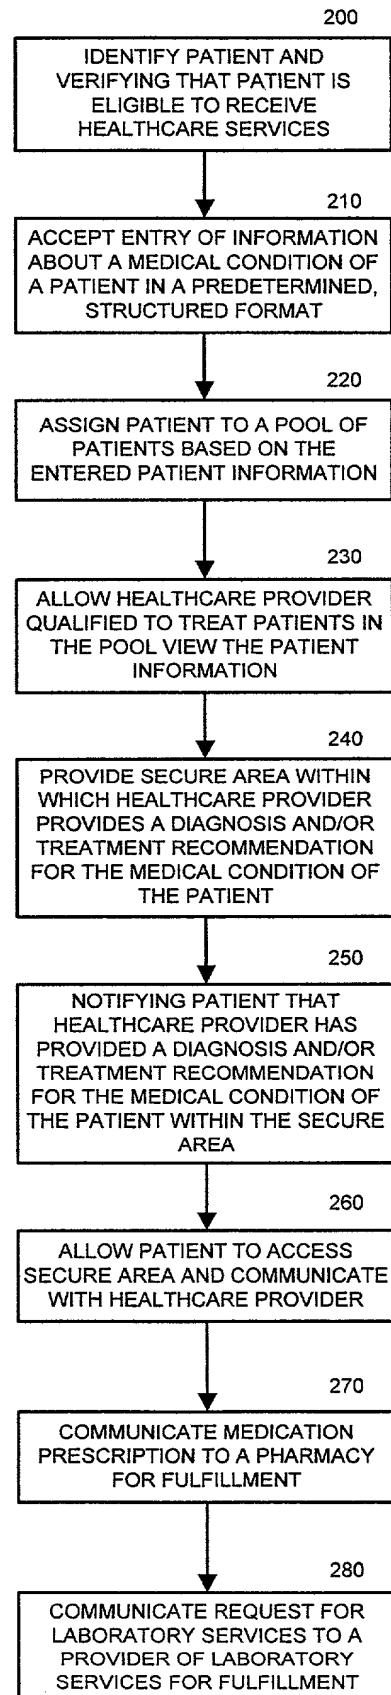 200
IDENTIFY PATIENT AND
VERIFYING THAT PATIENT IS
ELIGIBLE TO RECEIVE
HEALTHCARE SERVICES
210
ACCEPT ENTRY OF INFORMATION
ABOUT A MEDICAL CONDITION OF
A PATIENT IN A PREDETERMINED,
STRUCTURED FORMAT
220
ASSIGN PATIENT TO A POOL OF
PATIENTS BASED ON THE
ENTERED PATIENT INFORMATION
230
ALLOW HEALTHCARE PROVIDER
QUALIFIED TO TREAT PATIENTS IN
THE POOL VIEW THE PATIENT
INFORMATION
240
PROVIDE SECURE AREA WITHIN
WHICH HEALTHCARE PROVIDER
PROVIDES A DIAGNOSIS AND/OR
TREATMENT RECOMMENDATION
FOR THE MEDICAL CONDITION OF
THE PATIENT
250
NOTIFYING PATIENT THAT
HEALTHCARE PROVIDER HAS
PROVIDED A DIAGNOSIS AND/OR
TREATMENT RECOMMENDATION
FOR THE MEDICAL CONDITION OF
THE PATIENT WITHIN THE SECURE
AREA
260
ALLOW PATIENT TO ACCESS
SECURE AREA AND COMMUNICATE
WITH HEALTHCARE PROVIDER
270
COMMUNICATE MEDICATION
PRESCRIPTION TO A PHARMACY
FOR FULFILLMENT
280
COMMUNICATE REQUEST FOR
LABORATORY SERVICES TO A
PROVIDER OF LABORATORY
SERVICES FOR FULFILLMENT